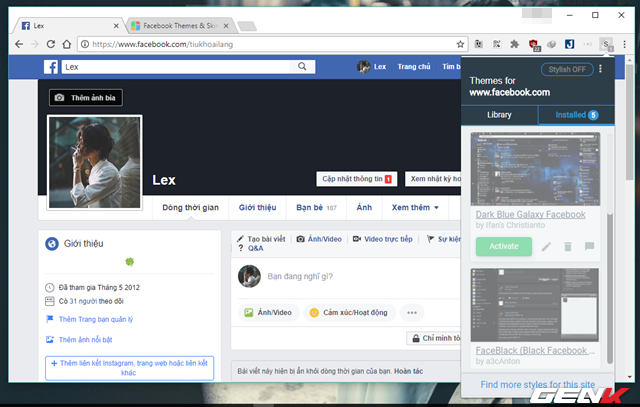 Lex
Facebook Themes & Skin
https://www.facebook.com/tiukhoailang
Lex
Lex
Trang chủ
Tìm b
Thêm ảnh bìa
Lex
Cập nhật thông tin 1
Xem nhật ký ho
Dòng thời gian
Giới thiệu
Bạn bè 187
Ảnh
Xem thêm
Giới thiệu
Đã tham gia Tháng 5 2012
Có 31 người theo dõi
Thêm Trang bạn quản lý
Thêm ảnh nổi bật
+ Thêm liên kết Instagram, trang web hoặc liên kết
khác
Tạo bài viết
Ảnh/Video
Video trực tiếp
Sự kiện
? Q&A
Bạn đang nghĩ gì?
Ảnh/Video
Cảm xúc/Hoạt động
Chỉ mình tô
Bài viết này hiện bị ẩn khỏi dòng thời gian của bạn. Hoàn tác
Stylish OFF
Themes for
www.facebook.com
Library
Installed 5
Dark Blue Galaxy Facebook
by Ifan's Christianto
Activate
FaceBlack (Black Facebook ...
by a3cAnton
Find more styles for this site
GENK